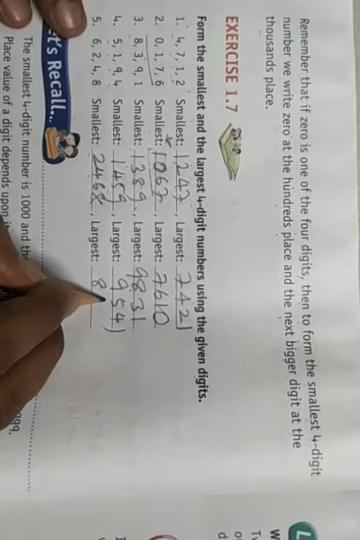 Remember that if zero is one of the four digits, then to form the smallest 4-digit
number we write zero at the hundreds place and the next bigger digit at the
thousands place.
EXERCISE 1.7
Form the smallest and the largest 4-digit numbers using the given digits.
1. 4, 7, 1, 2 Smallest: 1247, Largest: 7421
2. 0, 1, 7, 6 Smallest: 1067, Largest: 7610
3. 8, 3, 9, 1 Smallest: 1389, Largest: 9831
4. 5, 1, 9, 4 Smallest: 1459, Largest: 9541
5. 6, 2, 4, 8 Smallest: 2468, Largest: 8
et's Recall...
The smallest 4-digit number is 1000 and the
999.
Place value of a digit depends upon